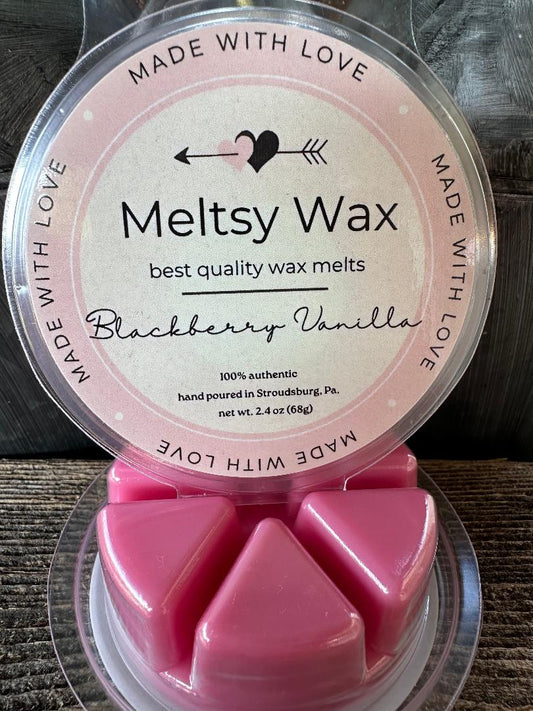 MADE WITH LOVE
MADE WITH LOVE
MADE WITH LOVE
Meltsy Wax
best quality wax melts
Blackberry Vanilla
100% authentic
hand poured in Stroudsburg, Pa.
net wt. 2.4 oz (68g)
MADE WITH LOVE